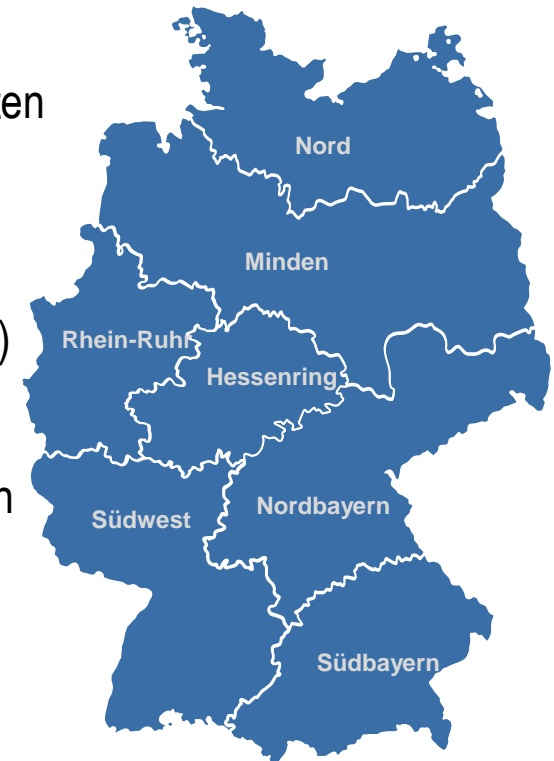 Nord
Minden
Rhein-Ruhr
Hessenring
Südwest
Nordbayern
Südbayern
)